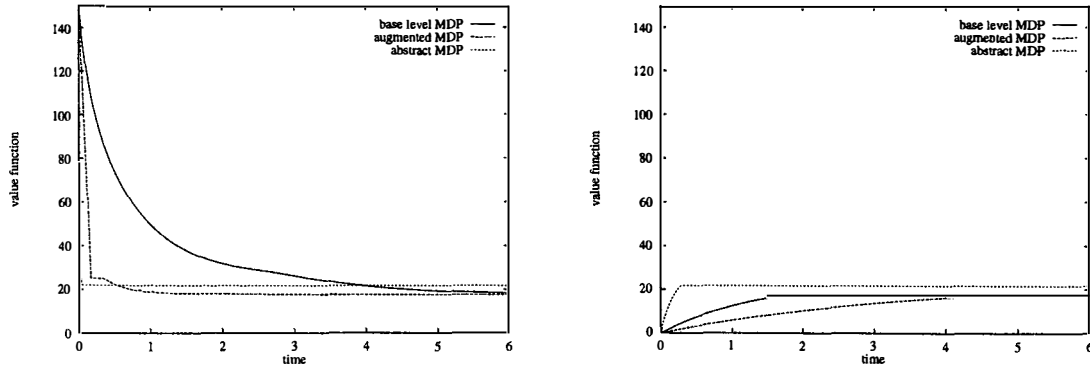 140
120
100
80
60
40
20
0
value function
0 1 2 3 4 5 6
time
base level MDP
augmented MDP
abstract MDP
140
120
100
80
60
40
20
0
value function
0 1 2 3 4 5 6
time
base level MDP
augmented MDP
abstract MDP